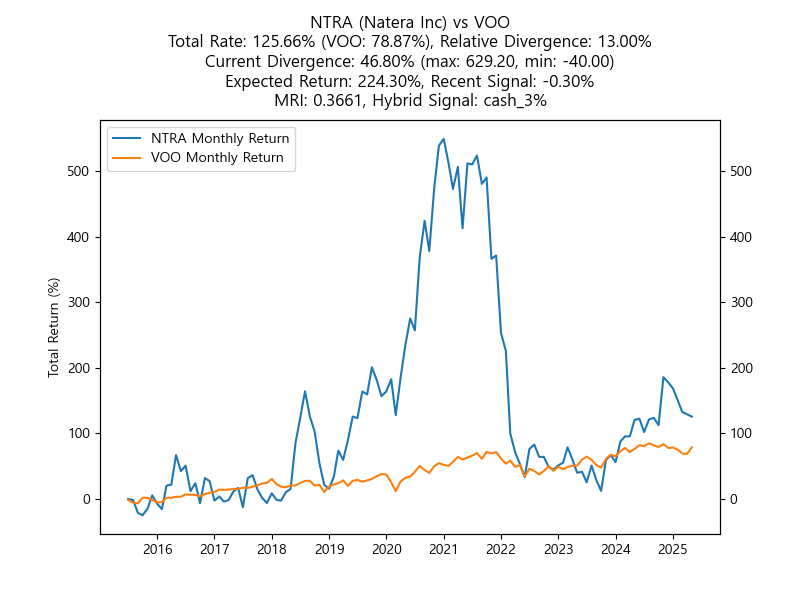 NTRA (Natera Inc) vs VOO
Total Rate: 125.66% (VOO: 78.87%), Relative Divergence: 13.00%
Current Divergence: 46.80% (max: 629.20, min: -40.00)
Expected Return: 224.30%, Recent Signal: -0.30%
MRI: 0.3661, Hybrid Signal: cash_3%
NTRA Monthly Return
VOO Monthly Return
Total Return (%)
500
400
300
200
100
0
500
400
300
200
100
0
2016 2017 2018 2019 2020 2021 2022 2023 2024 2025